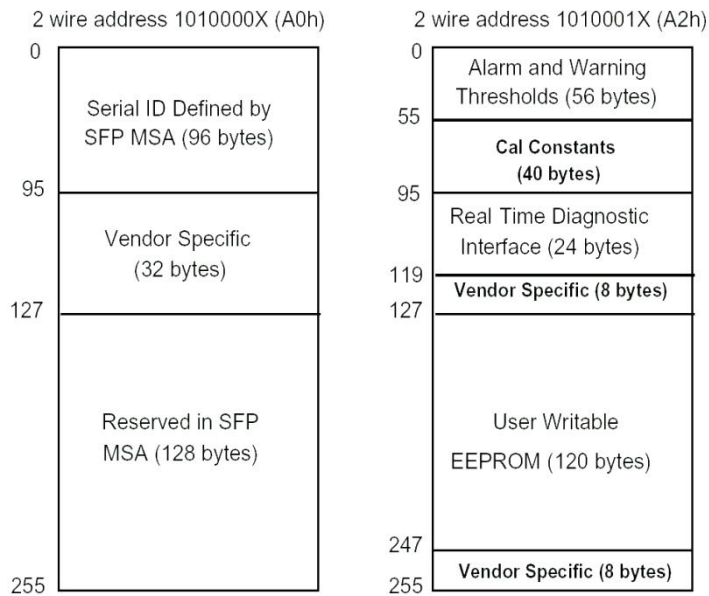 2 wire address 1010000X (A0h)
0
Serial ID Defined by
SFP MSA (96 bytes)
95
Vendor Specific
(32 bytes)
127
Reserved in SFP
MSA (128 bytes)
255
2 wire address 1010001X (A2h)
0
Alarm and Warning
Thresholds (56 bytes)
55
Cal Constants
(40 bytes)
95
Real Time Diagnostic
Interface (24 bytes)
119
Vendor Specific (8 bytes)
127
User Writable
EEPROM (120 bytes)
247
Vendor Specific (8 bytes)
255